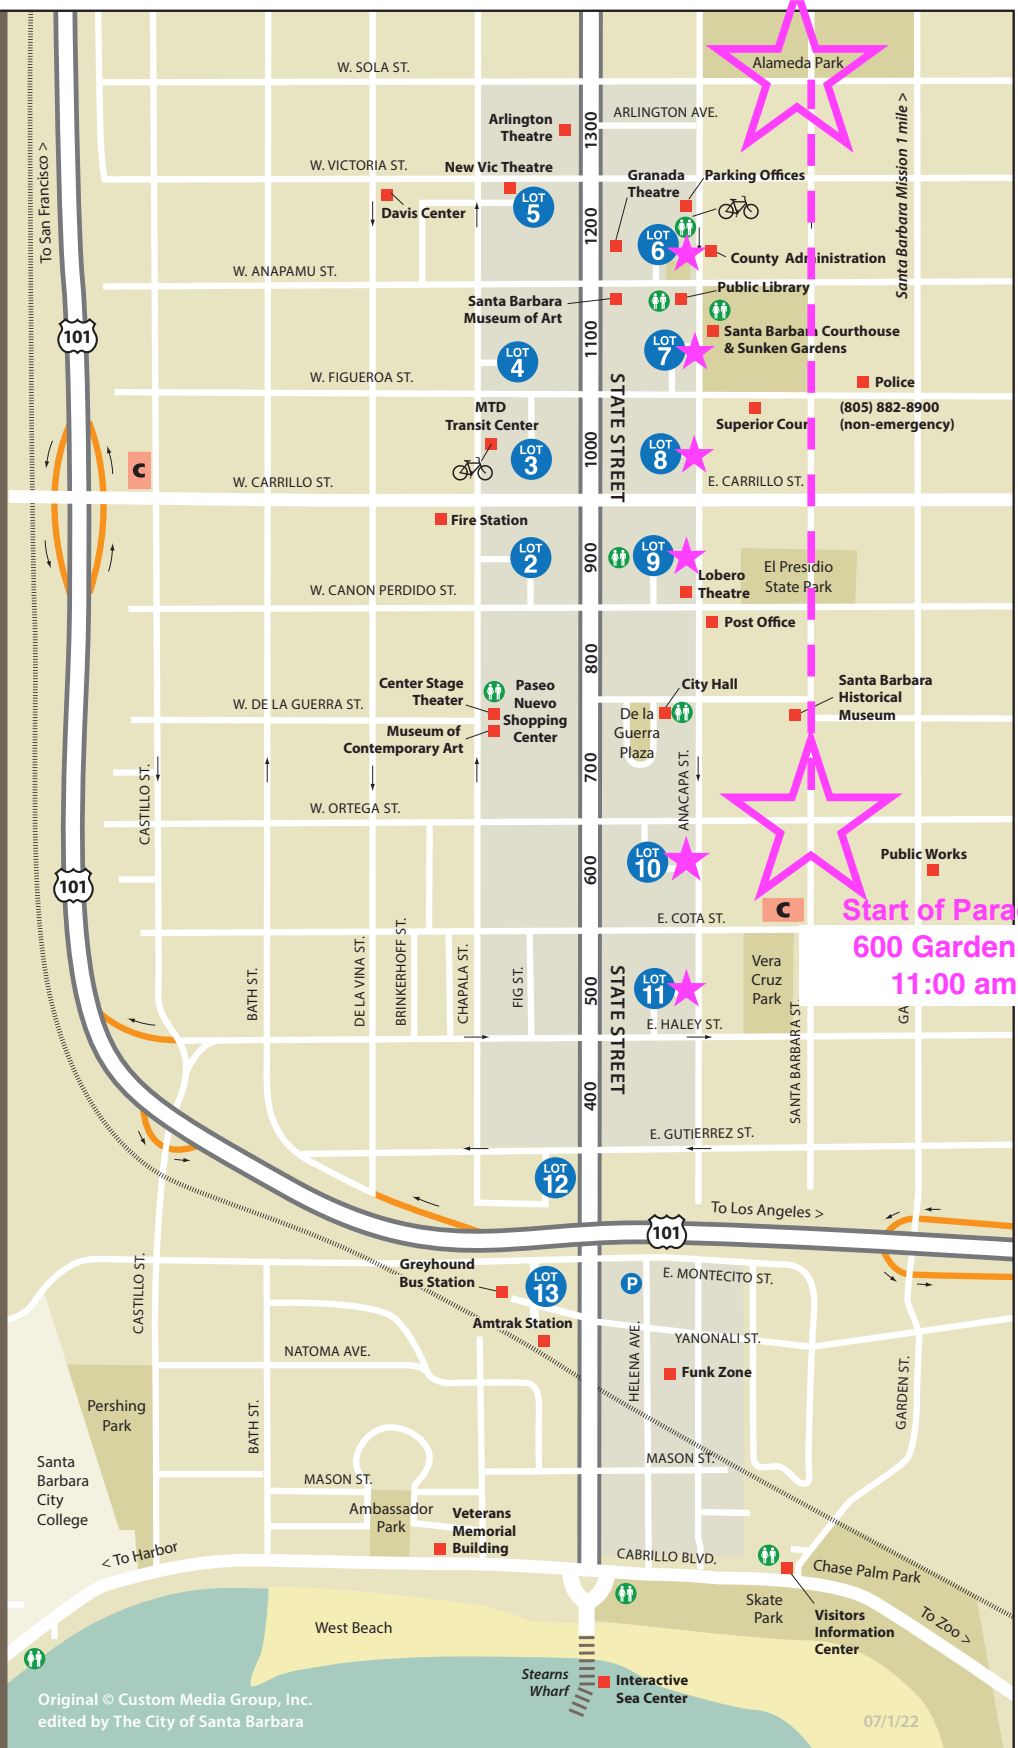 Alameda Park
W. SOLA ST.
ARLINGTON AVE.
Arlington
Theatre
1300
Santa Barbara Mission 1 mile >
To San Francisco >
W. VICTORIA ST.
New Vic Theatre
Granada
Theatre
Parking Offices
Davis Center
LOT
5
1200
LOT
6
County Administration
W. ANAPAMU ST.
Public Library
Santa Barbara
Museum of Art
101
1100
Santa Barbara Courthouse
& Sunken Gardens
LOT
7
LOT
4
W. FIGUEROA ST.
Police
(805) 882-8900
(non-emergency)
STATE STREET
MTD
Transit Center
Superior Cour
1000
LOT
3
LOT
8
C
W. CARRILLO ST.
E. CARRILLO ST.
Fire Station
900
LOT
2
LOT
9
Lobero
Theatre
El Presidio
State Park
W. CANON PERDIDO ST.
Post Office
800
Center Stage
Theater
Paseo
Nuevo
Shopping
Center
City Hall
Santa Barbara
Historical
Museum
W. DE LA GUERRA ST.
Museum of
Contemporary Art
De la
Guerra
Plaza
700
ANACAPA ST.
CASTILLO ST.
W. ORTEGA ST.
101
600
LOT
10
Public Works
C
Start of Para
600 Garden
11:00 am
E. COTA ST.
BATH ST.
DE LA VINA ST.
BRINKERHOFF ST.
CHAPALA ST.
FIG ST.
500
STATE STREET
LOT
11
Vera
Cruz
Park
SANTA BARBARA ST.
GA
E. HALEY ST.
400
E. GUTIERREZ ST.
LOT
12
To Los Angeles >
101
CASTILLO ST.
Greyhound
Bus Station
LOT
13
P
E. MONTECITO ST.
Amtrak Station
HELENA AVE.
YANONALI ST.
NATOMA AVE.
Funk Zone
GARDEN ST.
Pershing
Park
BATH ST.
Santa
Barbara
City
College
MASON ST.
MASON ST.
Ambassador
Park
Veterans
Memorial
Building
< To Harbor
CABRILLO BLVD.
Chase Palm Park
Skate
Park
Visitors
Information
Center
To Zoo >
West Beach
Stearns
Wharf
Interactive
Sea Center
Original © Custom Media Group, Inc.
edited by The City of Santa Barbara
07/1/22